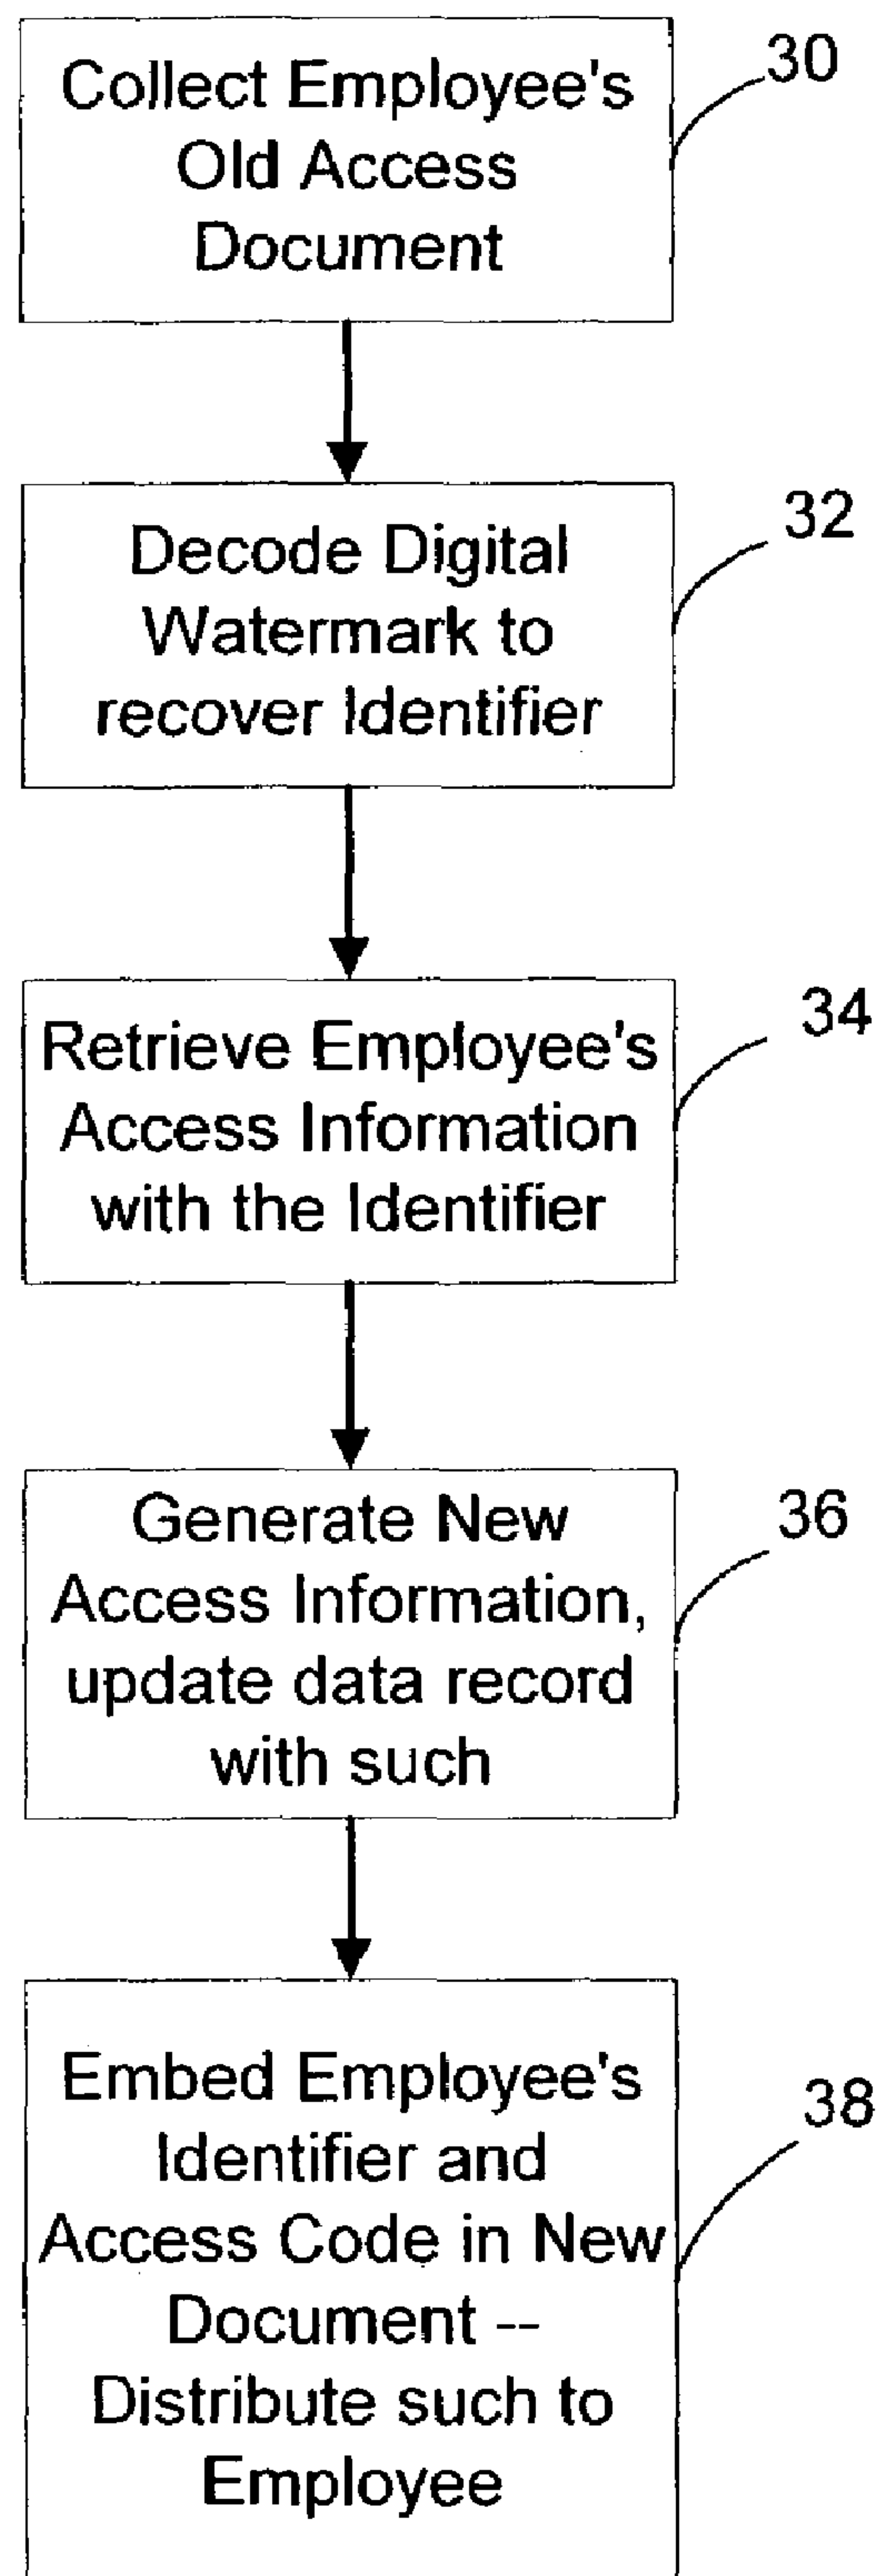 Collect Employee's
Old Access
Document
30
Decode Digital
Watermark to
recover Identifier
32
Retrieve Employee's
Access Information
with the Identifier
34
Generate New
Access Information,
update data record
with such
36
Embed Employee's
Identifier and
Access Code in New
Document --
Distribute such to
Employee
38